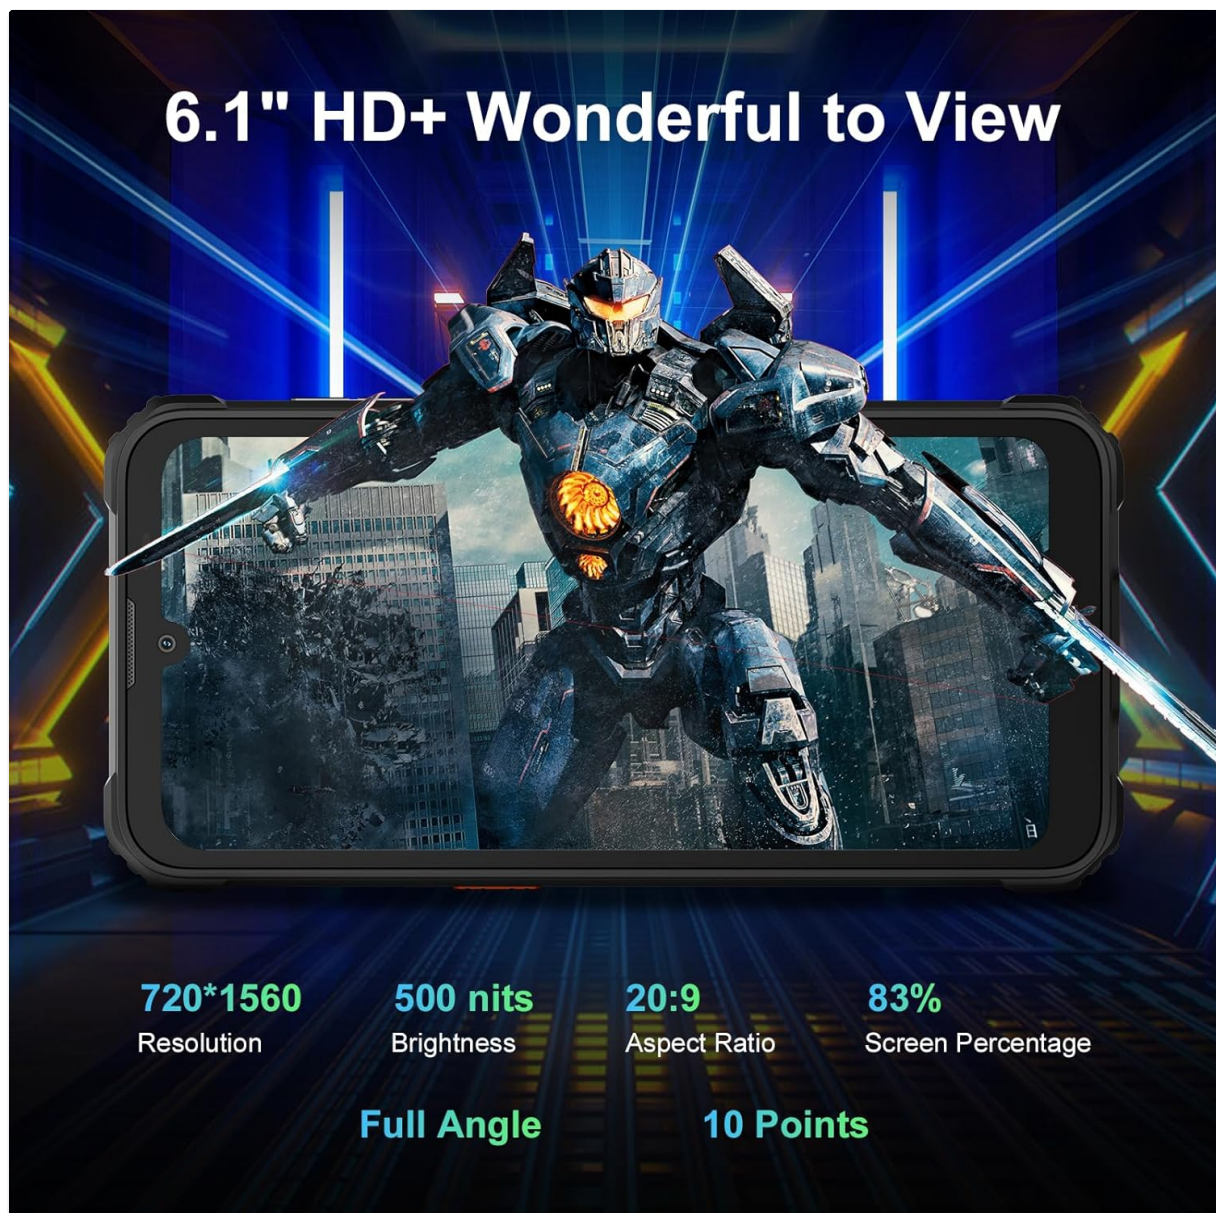 6.1" HD+ Wonderful to View
720*1560 500 nits 20:9 83%
Resolution Brightness Aspect Ratio Screen Percentage
Full Angle 10 Points